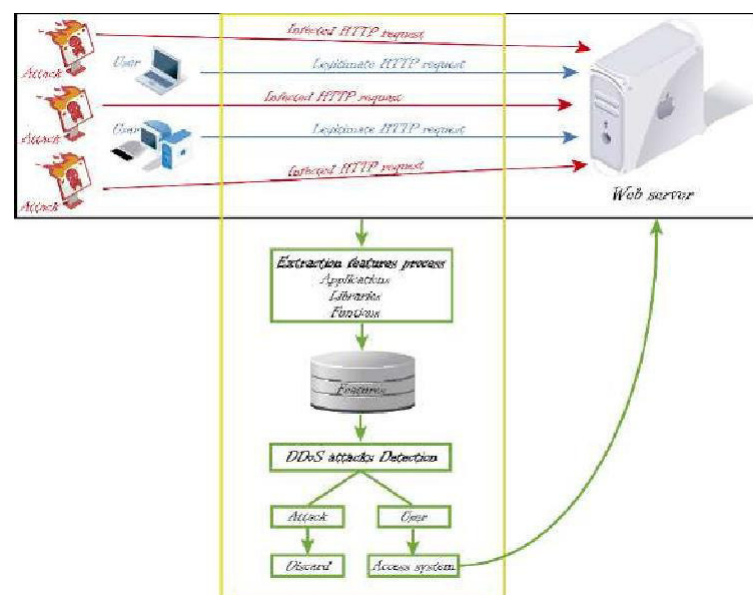 Infected HTTP request
Attack
User
Legitimate HTTP request
Infected HTTP request
Attack
User
Legitimate HTTP request
Infected HTTP request
Attack
Web server
Extraction features process
Applications
Libraries
Funtions
Features
DDoS attacks Detection
Attack
User
Discard
Access system